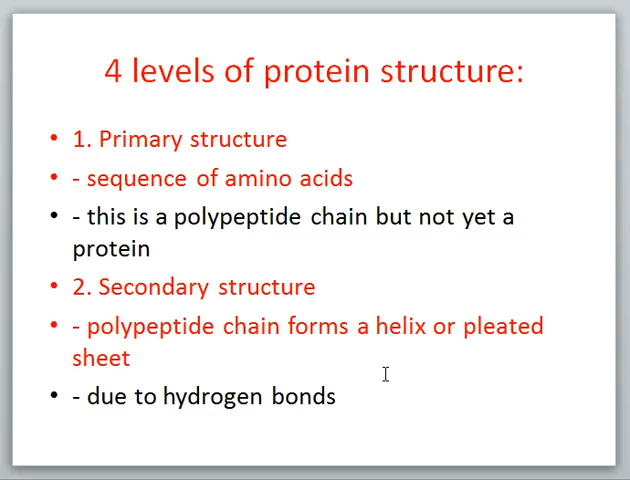 4 levels of protein structure:
• 1. Primary structure
• - sequence of amino acids
• - this is a polypeptide chain but not yet a
protein
• 2. Secondary structure
• - polypeptide chain forms a helix or pleated
sheet
• - due to hydrogen bonds